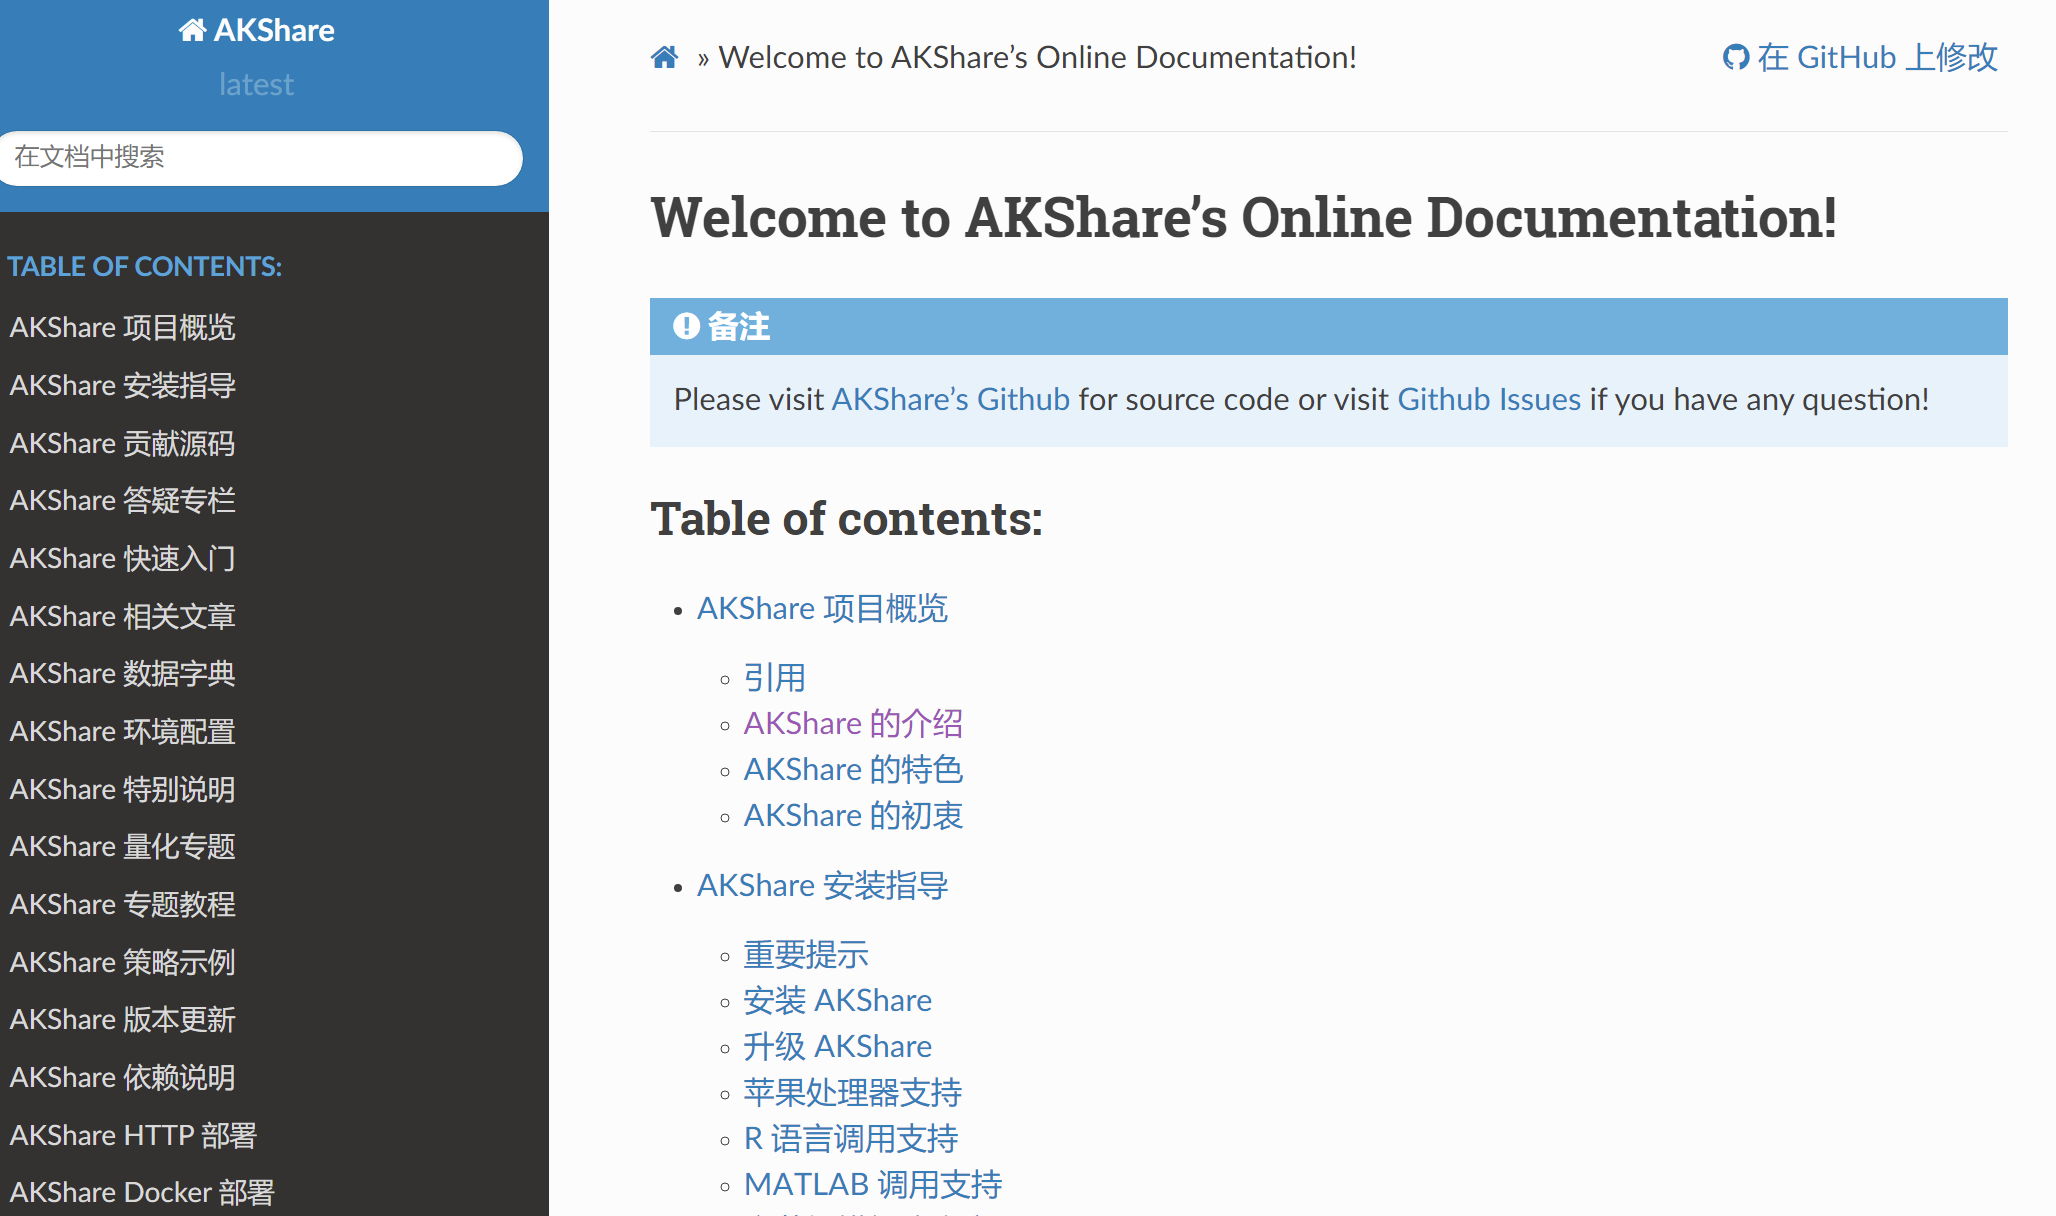 AKShare
latest
在文档中搜索
TABLE OF CONTENTS:
AKShare 项目概览
AKShare 安装指导
AKShare 贡献源码
AKShare 答疑专栏
AKShare 快速入门
AKShare 相关文章
AKShare 数据字典
AKShare 环境配置
AKShare 特别说明
AKShare 量化专题
AKShare 专题教程
AKShare 策略示例
AKShare 版本更新
AKShare 依赖说明
AKShare HTTP 部署
AKShare Docker 部署
» Welcome to AKShare’s Online Documentation!
在 GitHub 上修改
Welcome to AKShare’s Online Documentation!
备注
Please visit AKShare’s Github for source code or visit Github Issues if you have any question!
Table of contents:
AKShare 项目概览
引用
AKShare 的介绍
AKShare 的特色
AKShare 的初衷
AKShare 安装指导
重要提示
安装 AKShare
升级 AKShare
苹果处理器支持
R 语言调用支持
MATLAB 调用支持